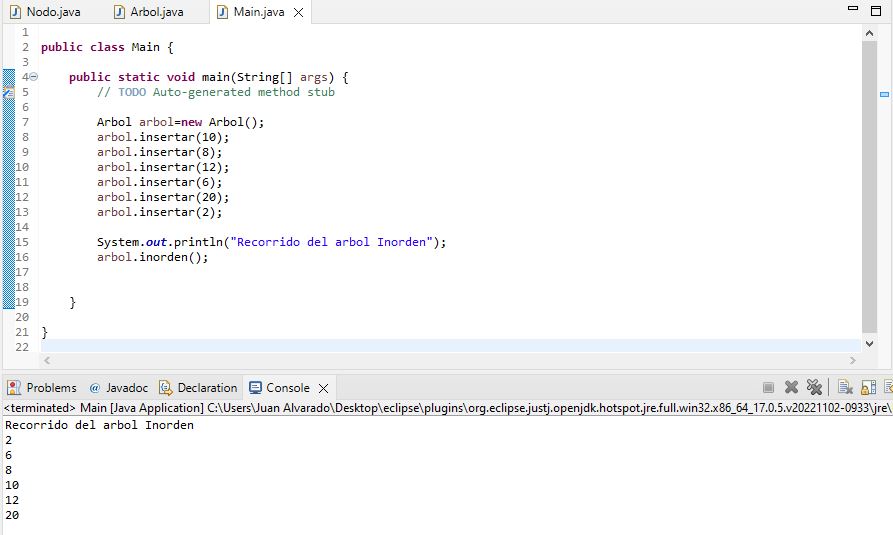 Nodo.java Arbol.java Main.java
1
2 public class Main {
3
4 public static void main(String[] args) {
5 // TODO Auto-generated method stub
6
7 Arbol arbol=new Arbol();
8 arbol.insertar(10);
9 arbol.insertar(8);
10 arbol.insertar(12);
11 arbol.insertar(6);
12 arbol.insertar(20);
13 arbol.insertar(2);
14
15 System.out.println("Recorrido del arbol Inorden");
16 arbol.inorden();
17
18
19 }
20
21 }
22
Problems @ Javadoc Declaration Console
<terminated> Main [Java Application] C:\Users\Juan Alvarado\Desktop\eclipse\plugins\org.eclipse.justj.openjdk.hotspot.jre.full.win32.x86_64_17.0.5.v20221102-0933\jre\
Recorrido del arbol Inorden
2
6
8
10
12
20